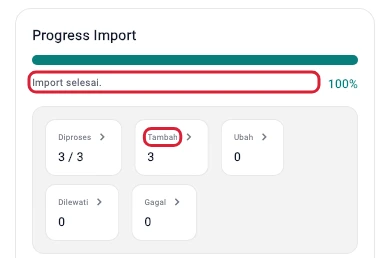 Progress Import
Import selesai.
100%
Diproses
3 / 3
Tambah
3
Ubah
0
Dilewati
0
Gagal
0